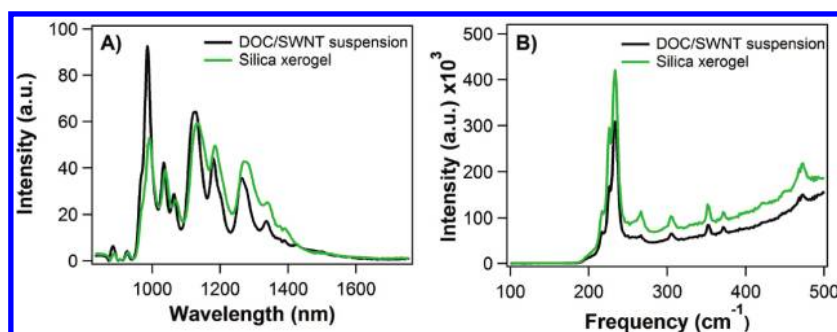 A)
DOC/SWNT suspension
Silica xerogel
Intensity (a.u.)
100
80
60
40
20
0
1000 1200 1400 1600
Wavelength (nm)
B)
DOC/SWNT suspension
Silica xerogel
Intensity (a.u.) x10³
500
400
300
200
100
0
100 200 300 400 500
Frequency (cm⁻¹)